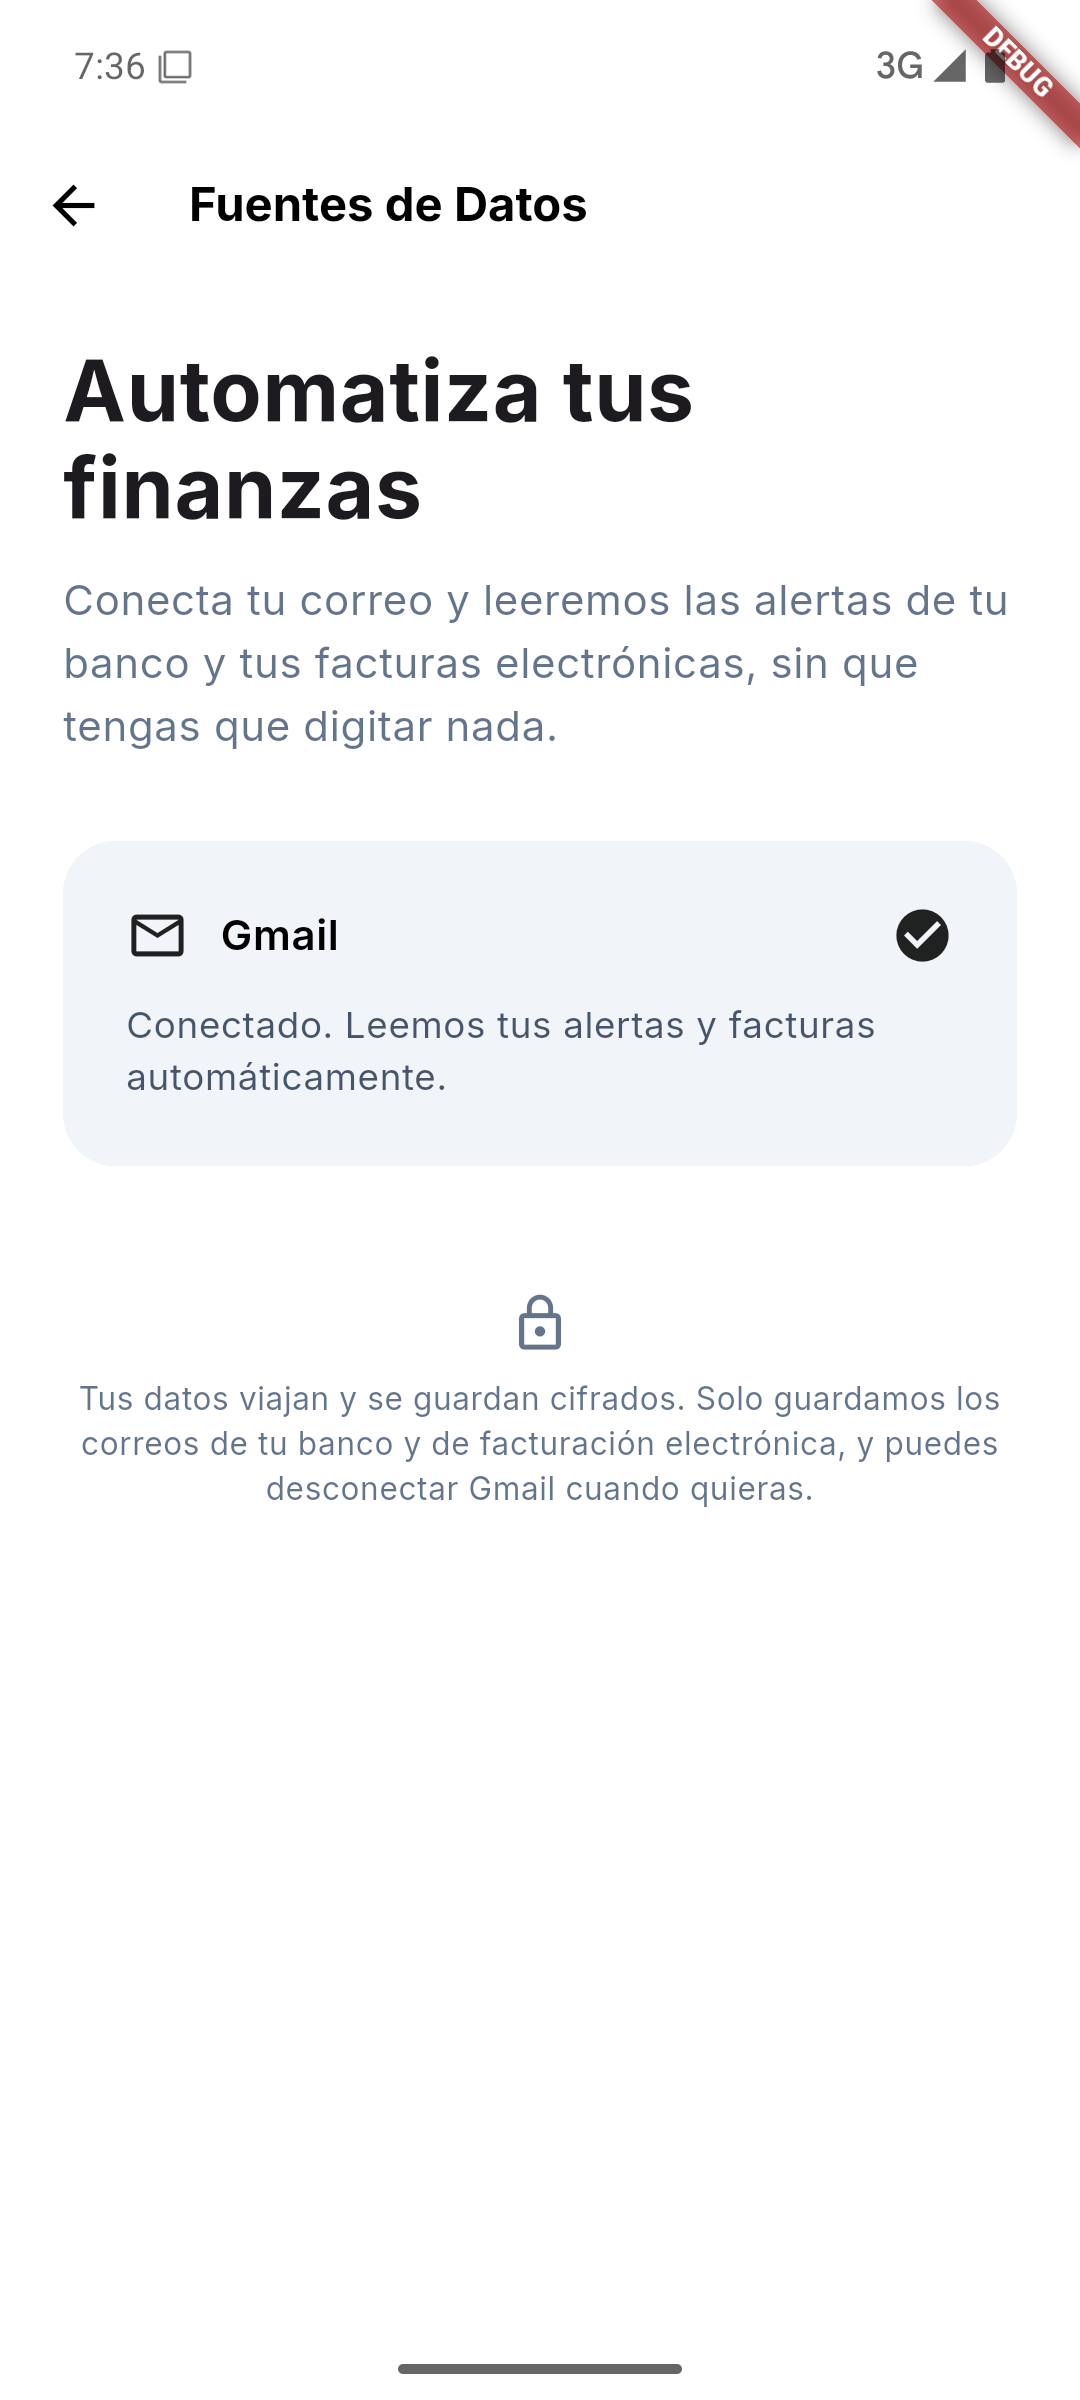 7:36
3G
DEBUG
Fuentes de Datos
Automatiza tus
finanzas
Conecta tu correo y leeremos las alertas de tu
banco y tus facturas electrónicas, sin que
tengas que digitar nada.
Gmail
Conectado. Leemos tus alertas y facturas
automáticamente.
Tus datos viajan y se guardan cifrados. Solo guardamos los
correos de tu banco y de facturación electrónica, y puedes
desconectar Gmail cuando quieras.